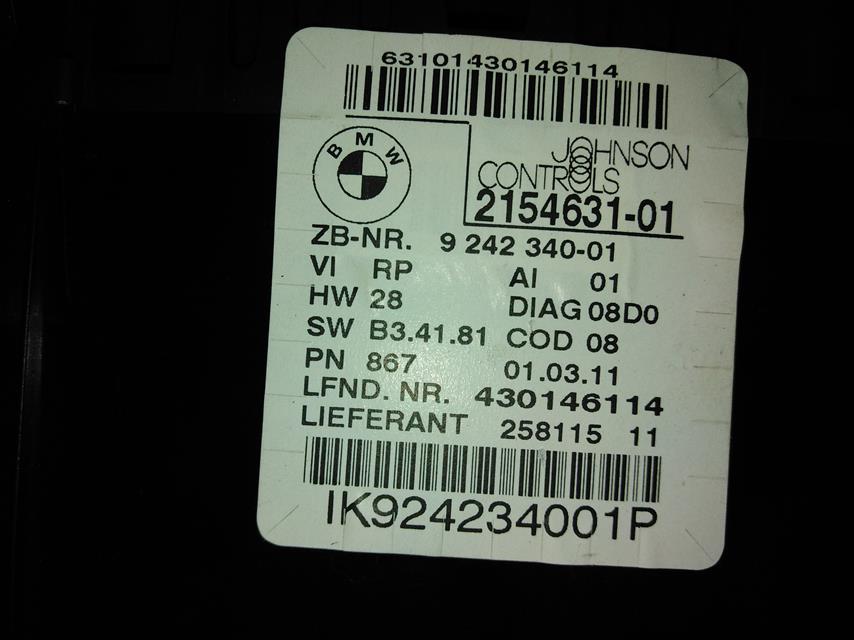 63101430146114
BMW
JOHNSON
CONTROLS
2154631-01
ZB-NR. 9 242 340-01
VI RP AI 01
HW 28 DIAG 08D0
SW B3.41.81 COD 08
PN 867 01.03.11
LFND. NR. 430146114
LIEFERANT 258115 11
IK924234001P